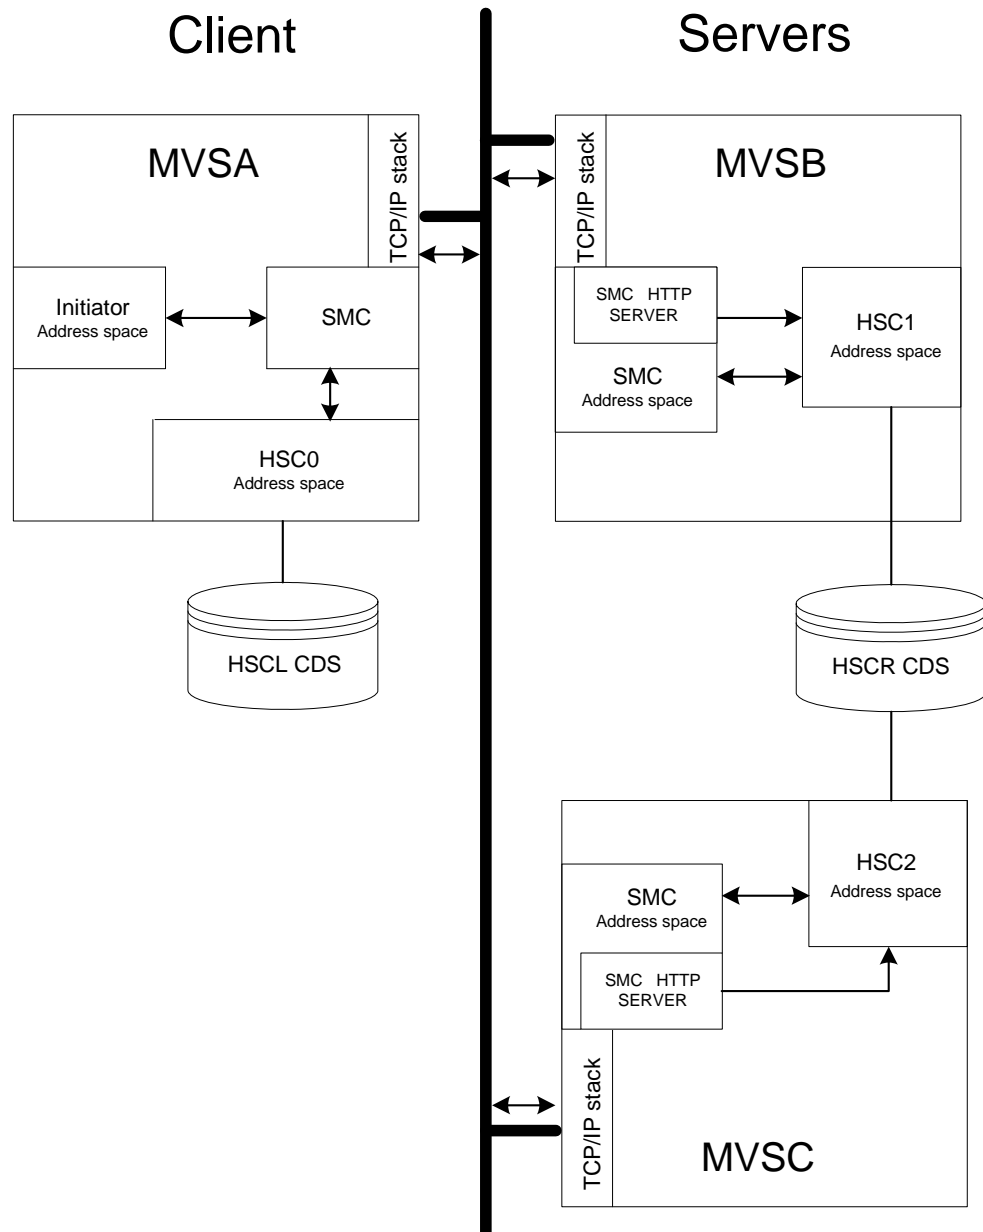 Client
Servers
MVSA
TCP/IP stack
Initiator
Address space
SMC
HSC0
Address space
HSCL CDS
MVSB
TCP/IP stack
SMC HTTP
SERVER
SMC
Address space
HSC1
Address space
HSCR CDS
HSC2
Address space
SMC
Address space
SMC HTTP
SERVER
TCP/IP stack
MVSC